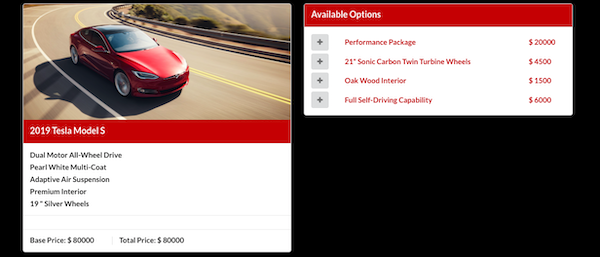 2019 Tesla Model S
Dual Motor All-Wheel Drive
Pearl White Multi-Coat
Adaptive Air Suspension
Premium Interior
19 " Silver Wheels
Base Price: $ 80000
Total Price: $ 80000
Available Options
+ Performance Package $ 20000
+ 21" Sonic Carbon Twin Turbine Wheels $ 4500
+ Oak Wood Interior $ 1500
+ Full Self-Driving Capability $ 6000